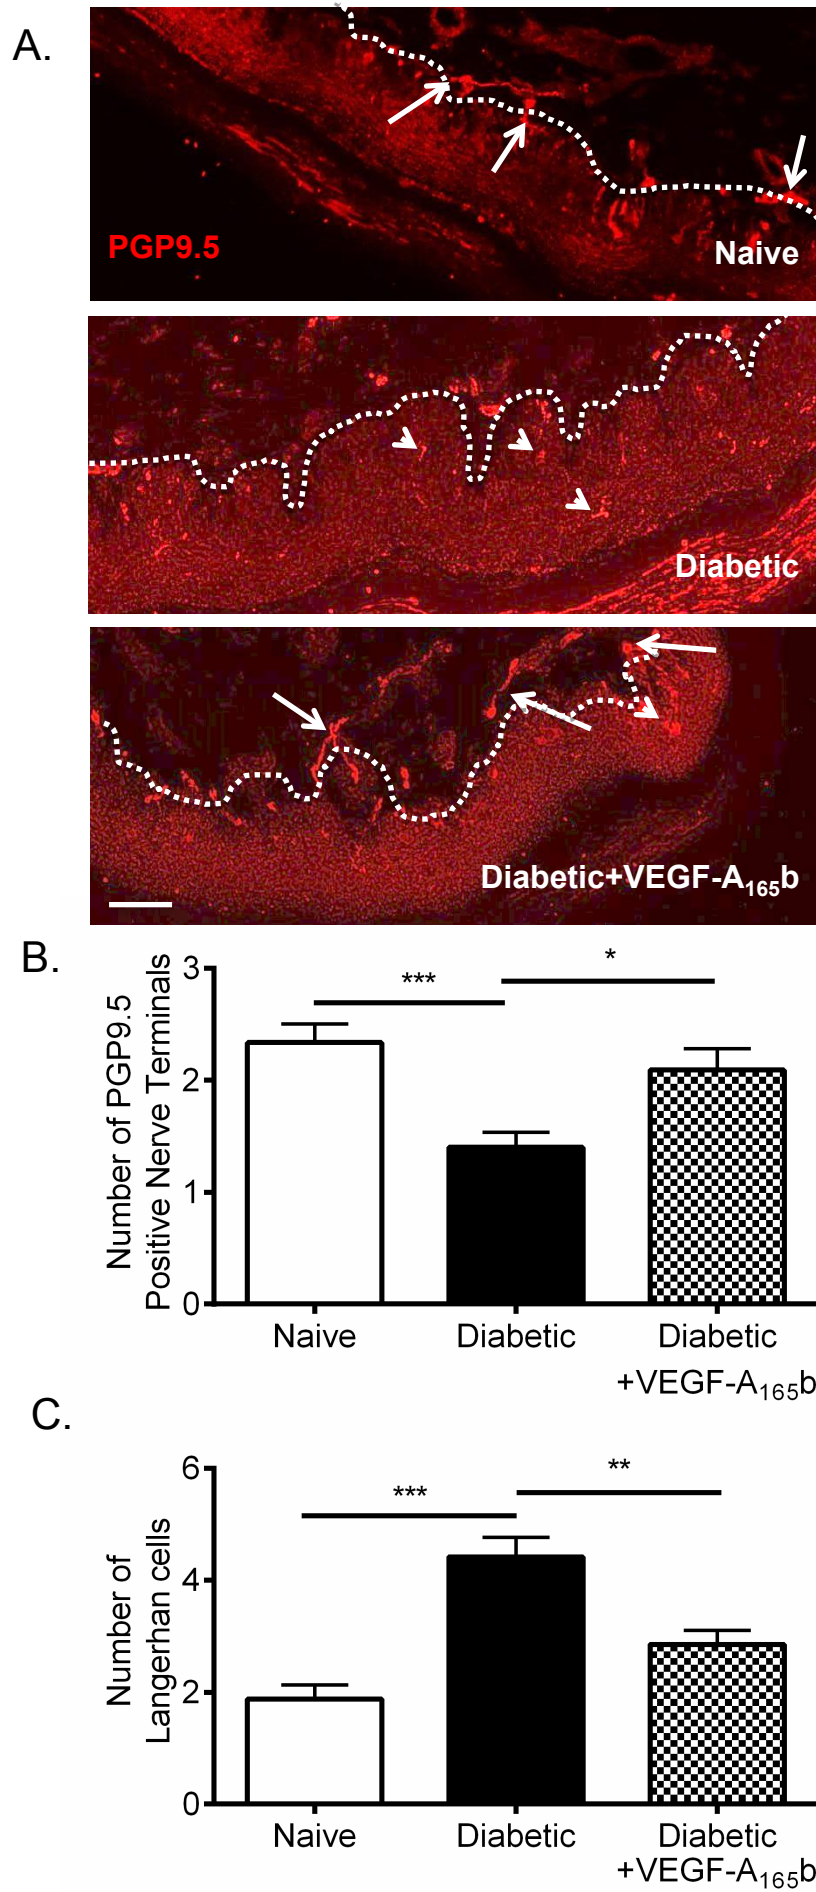 A.
PGP9.5
Naive
Diabetic
Diabetic+VEGF-A₁₆₅b
B.
Number of PGP9.5
Positive Nerve Terminals
3
2
1
0
***
*
Naive
Diabetic
Diabetic
+VEGF-A₁₆₅b
C.
Number of
Langerhan cells
6
4
2
0
***
**
Naive
Diabetic
Diabetic
+VEGF-A₁₆₅b